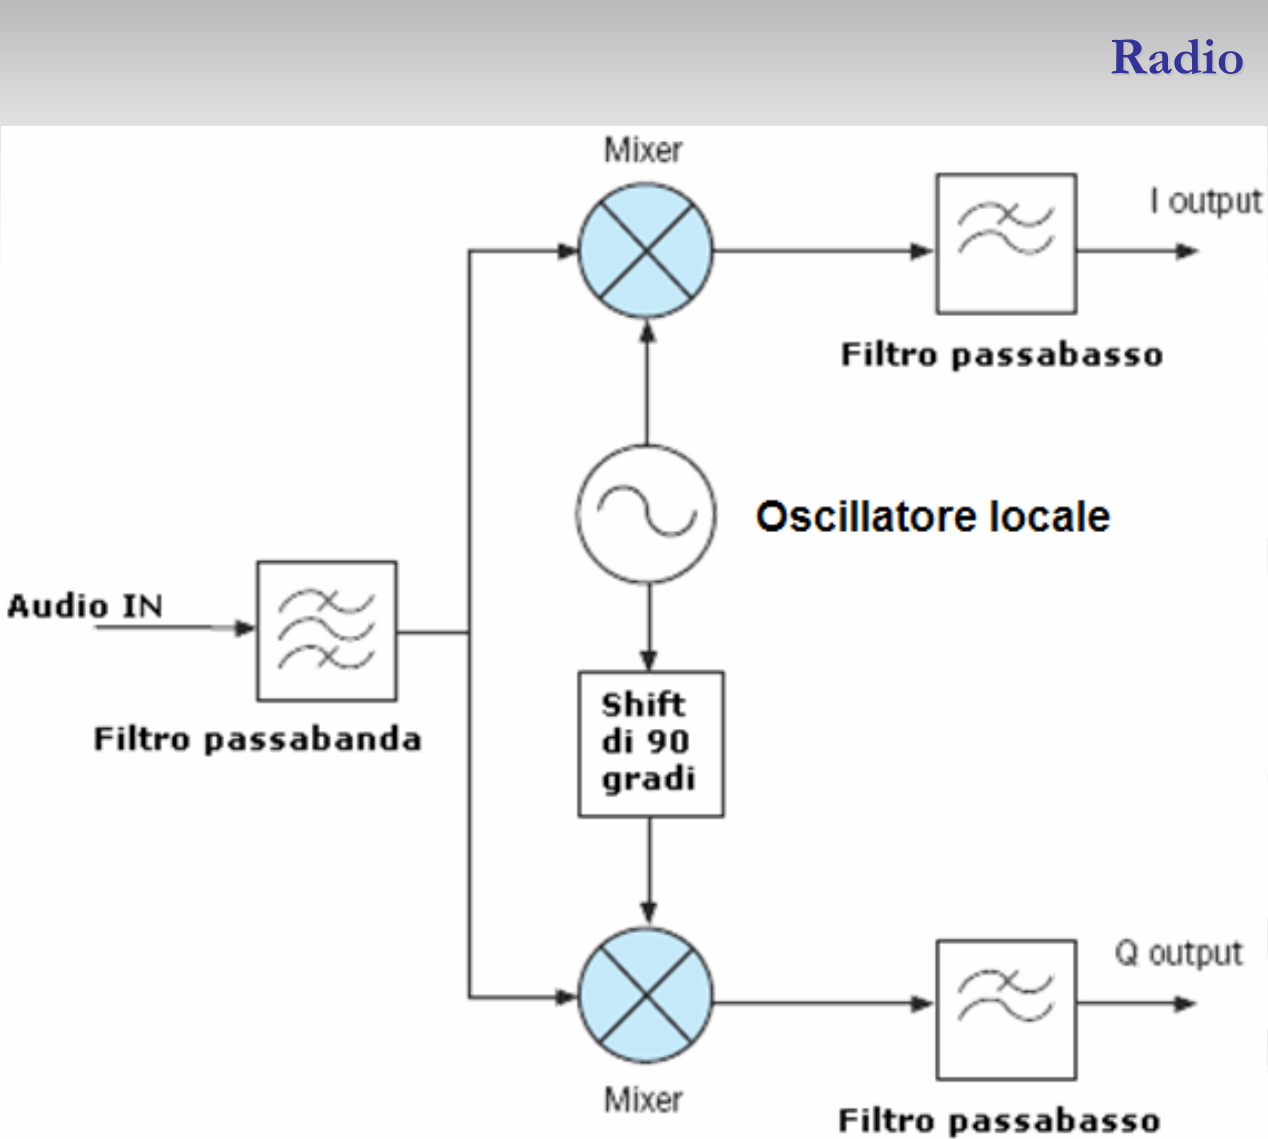 Radio
Mixer
I output
Filtro passabasso
Oscillatore locale
Audio IN
Filtro passabanda
Shift
di 90
gradi
Q output
Mixer
Filtro passabasso